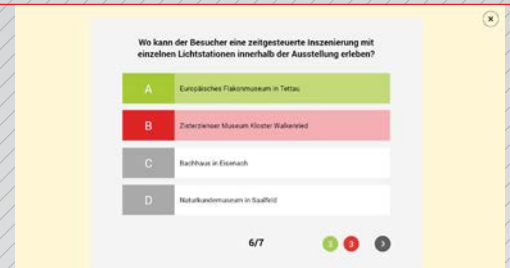 Wo kann der Besucher eine zeitgesteuerte Inszenierung mit
einzelnen Lichtstationen innerhalb der Ausstellung erleben?
A Europäisches Flakonmuseum in Tettau
B Zisterzienser Museum Kloster Walkenried
C Bachhaus in Eisenach
D Naturkundemuseum in Saalfeld
6/7 3 3